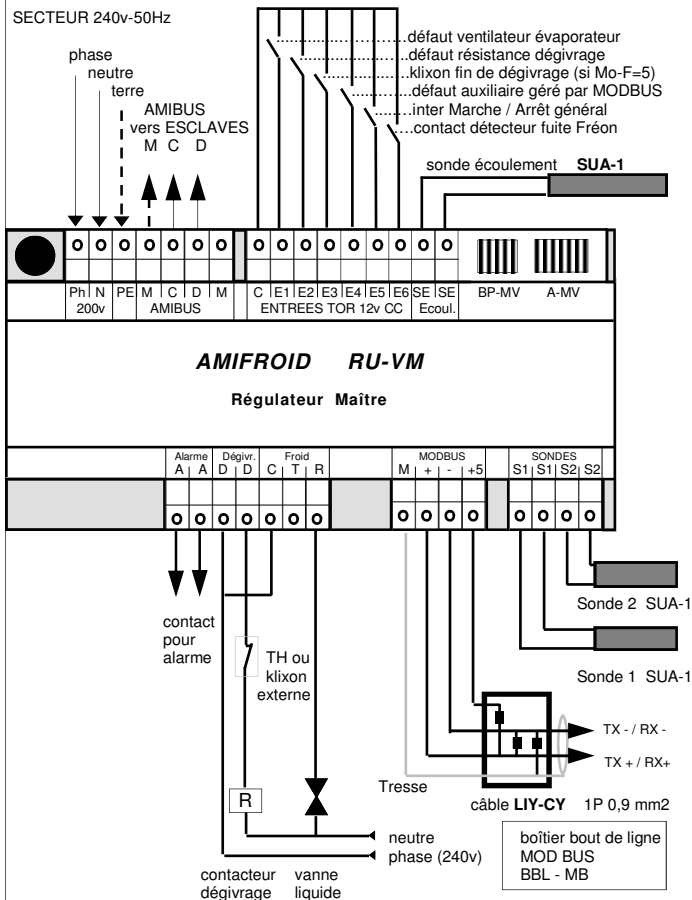 SECTEUR 240v-50Hz
phase
neutre
terre
AMIBUS
vers ESCLAVES
M C D
défaut ventilateur évaporateur
défaut résistance dégivrage
klixon fin de dégivrage (si Mo-F=5)
défaut auxiliaire géré par MODBUS
inter Marche / Arrêt général
contact détecteur fuite Fréon
sonde écoulement SUA-1
Ph N PE M C D M C E1 E2 E3 E4 E5 E6 SE SE BP-MV A-MV
200v AMIBUS ENTREES TOR 12v CC Ecoul.
AMIFROID RU-VM
Régulateur Maître
Alarme Dégivr. Froid MODBUS SONDES
A A D D C T R M + - +5 S1 S1 S2 S2
contact
pour
alarme
TH ou
klixon
externe
Sonde 2 SUA-1
Sonde 1 SUA-1
TX - / RX -
TX + / RX+
Tresse
R
câble LIY-CY 1P 0,9 mm2
neutre
phase (240v)
boîtier bout de ligne
MOD BUS
BBL - MB
contacteur
dégivrage
vanne
liquide